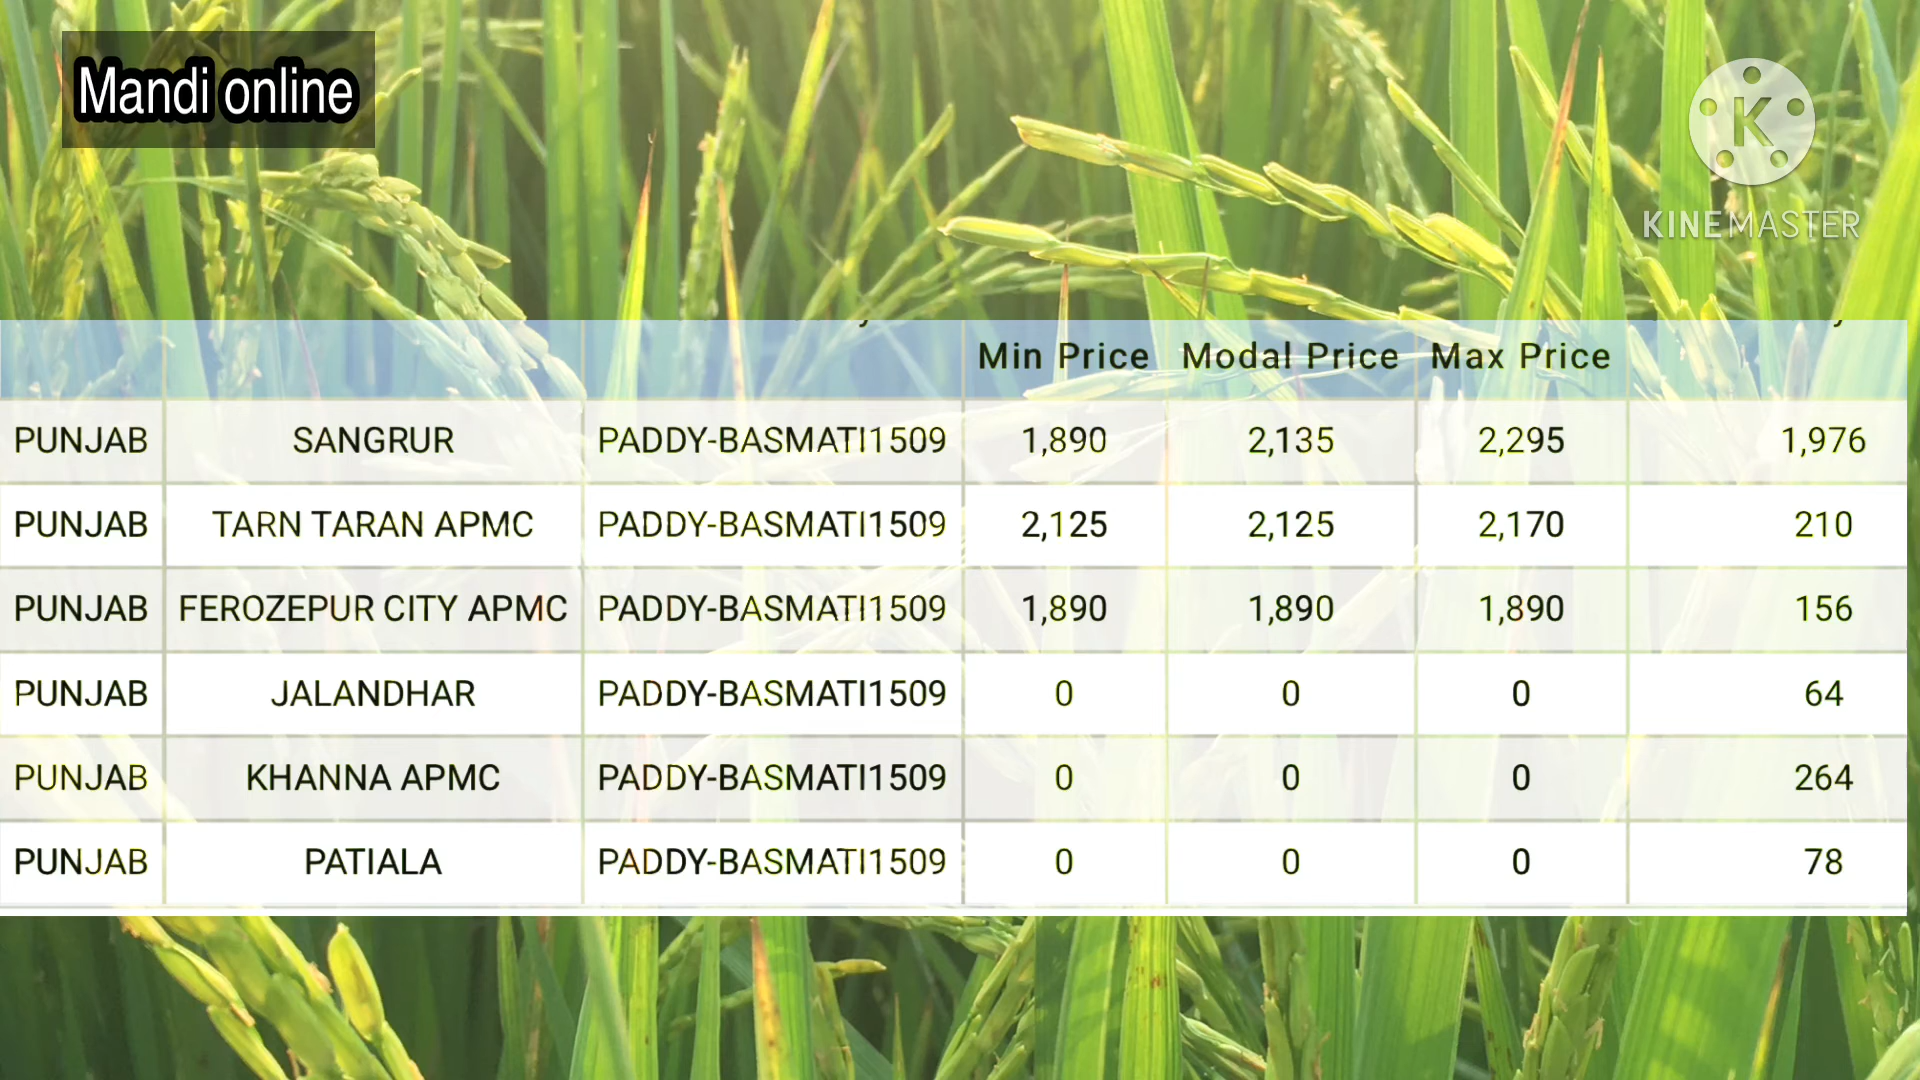 Mandi online
K
KINEMASTER
Min Price Modal Price Max Price
PUNJAB SANGRUR PADDY-BASMATI1509 1,890 2,135 2,295 1,976
PUNJAB TARN TARAN APMC PADDY-BASMATI1509 2,125 2,125 2,170 210
PUNJAB FEROZEPUR CITY APMC PADDY-BASMATI1509 1,890 1,890 1,890 156
PUNJAB JALANDHAR PADDY-BASMATI1509 0 0 0 64
PUNJAB KHANNA APMC PADDY-BASMATI1509 0 0 0 264
PUNJAB PATIALA PADDY-BASMATI1509 0 0 0 78